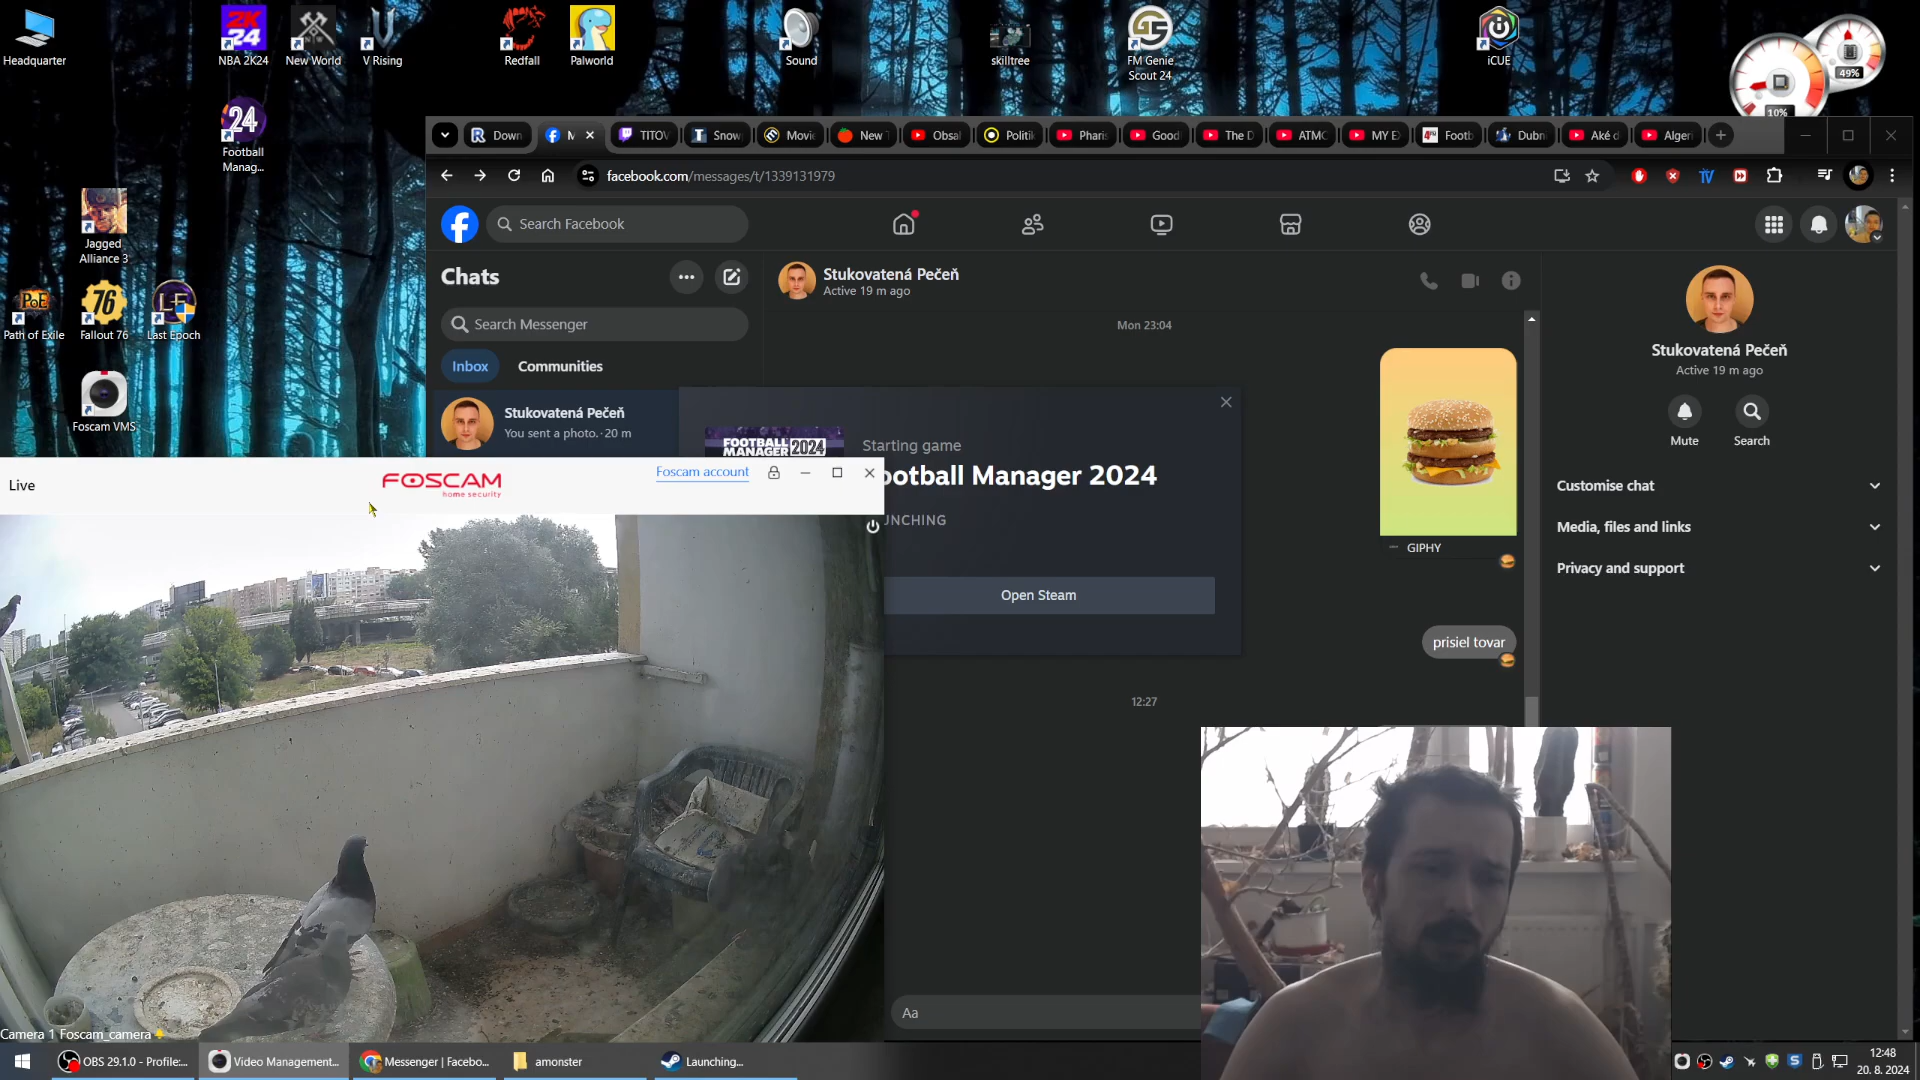 Headquarter
NBA 2K24
New World
V Rising
Redfall
Palworld
Sound
skilltree
FM Genie
Scout 24
iCUE
49%
10%
Football
Manag...
Jagged
Alliance 3
Path of Exile
Fallout 76
Last Epoch
Foscam VMS
Down
M
TITOV
Snow
Movie
New T
Obsal
Politi
Phari
Good
The D
ATMO
MY E
Footb
Dubn
Aké d
Alger
facebook.com/messages/t/1339131979
Search Facebook
Chats
Search Messenger
Inbox
Communities
Stukovatená Pečeň
You sent a photo. · 20 m
Stukovatená Pečeň
Active 19 m ago
Mon 23:04
GIPHY
prisiel tovar
12:27
Aa
Stukovatená Pečeň
Active 19 m ago
Mute
Search
Customise chat
Media, files and links
Privacy and support
FOOTBALL
MANAGER 2024
Starting game
ootball Manager 2024
UNCHING
Open Steam
Live
FOSCAM
home security
Foscam account
Camera 1 Foscam_camera
OBS 29.1.0 - Profile:...
Video Management...
Messenger | Facebo...
amonster
Launching...
12:48
20. 8. 2024